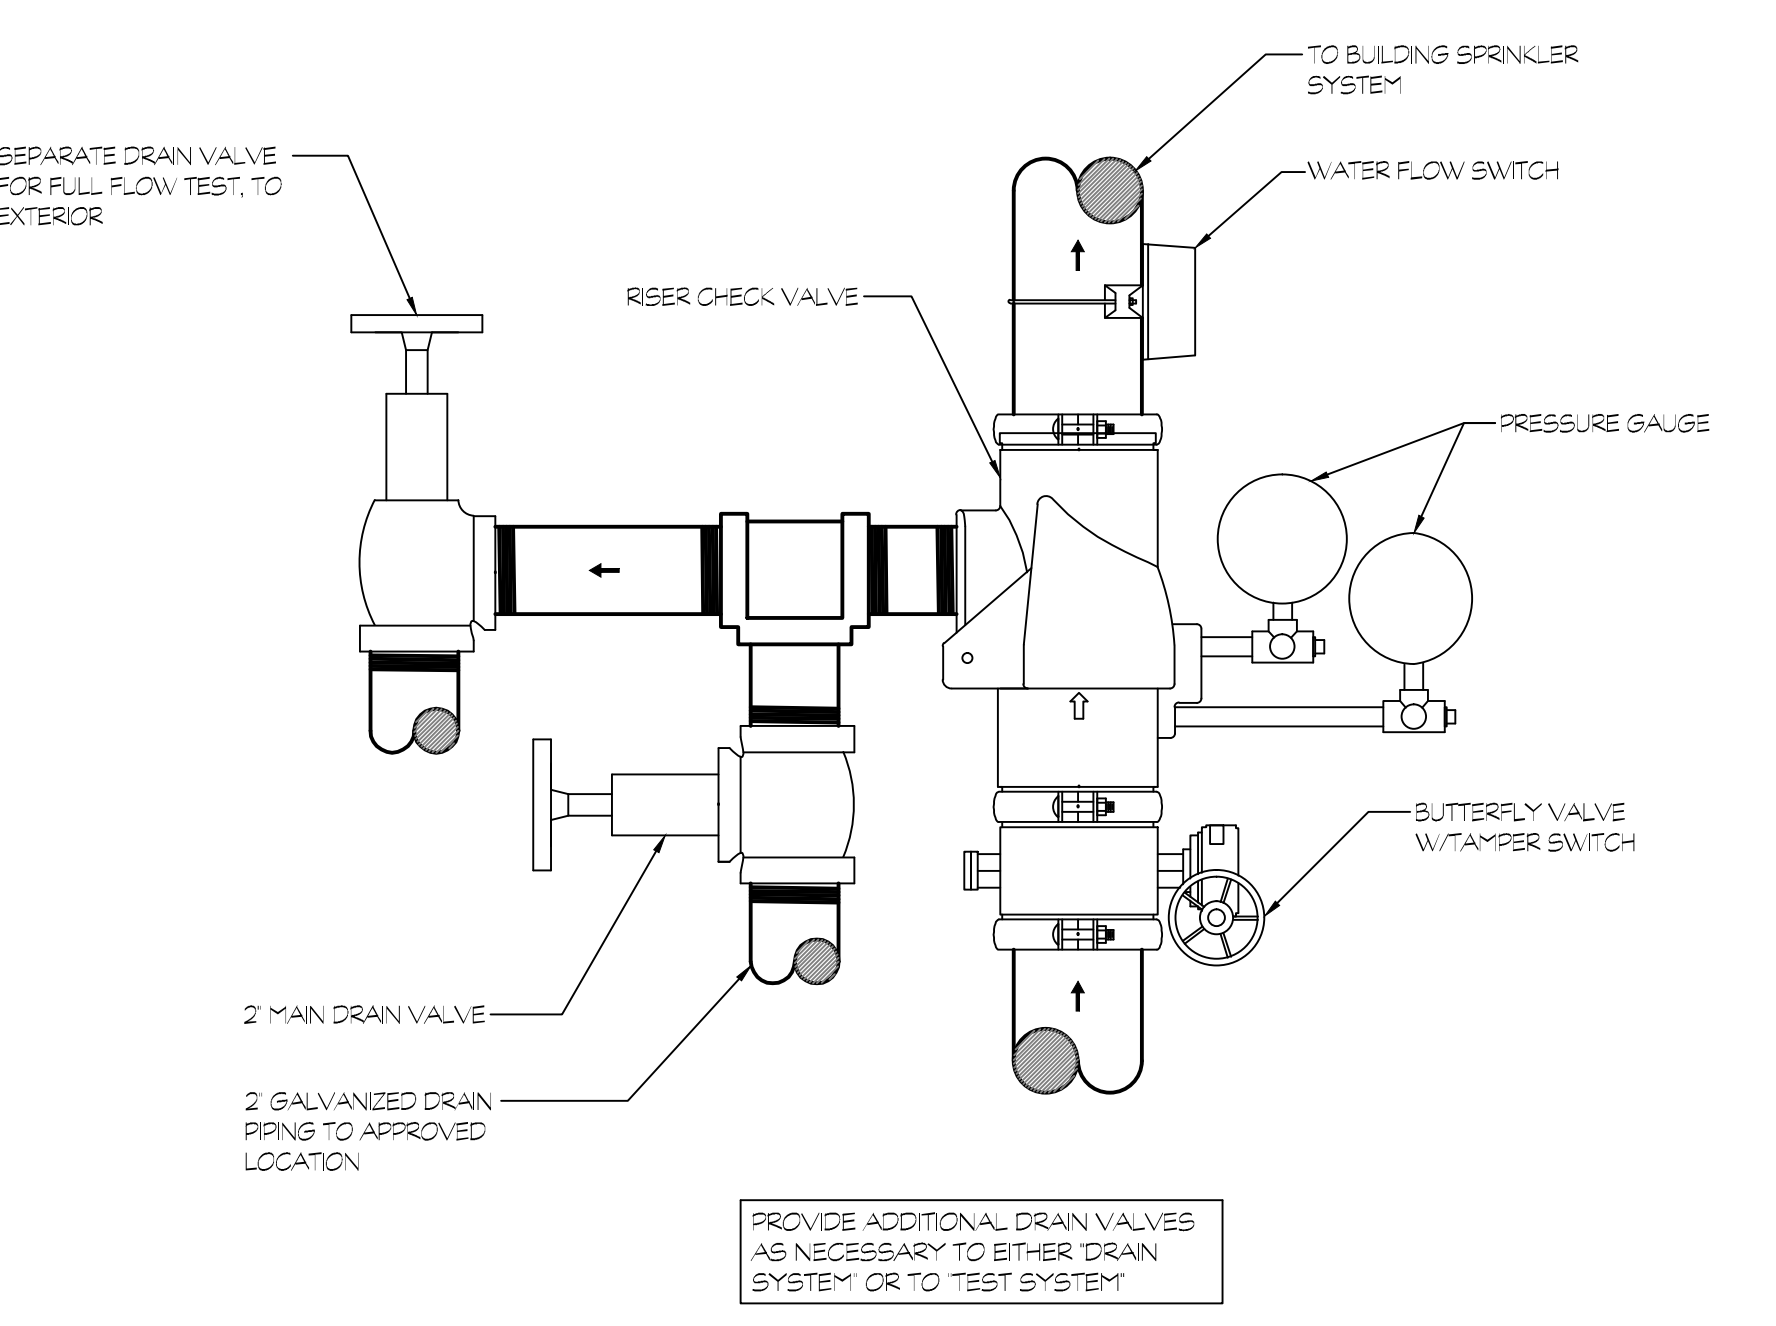 TO BUILDING SPRINKLER
SYSTEM
SEPARATE DRAIN VALVE
FOR FULL FLOW TEST, TO
EXTERIOR
WATER FLOW SWITCH
RISER CHECK VALVE
PRESSURE GAUGE
BUTTERFLY VALVE
W/TAMPER SWITCH
2" MAIN DRAIN VALVE
2" GALVANIZED DRAIN
PIPING TO APPROVED
LOCATION
PROVIDE ADDITIONAL DRAIN VALVES
AS NECESSARY TO EITHER "DRAIN
SYSTEM" OR TO "TEST SYSTEM"